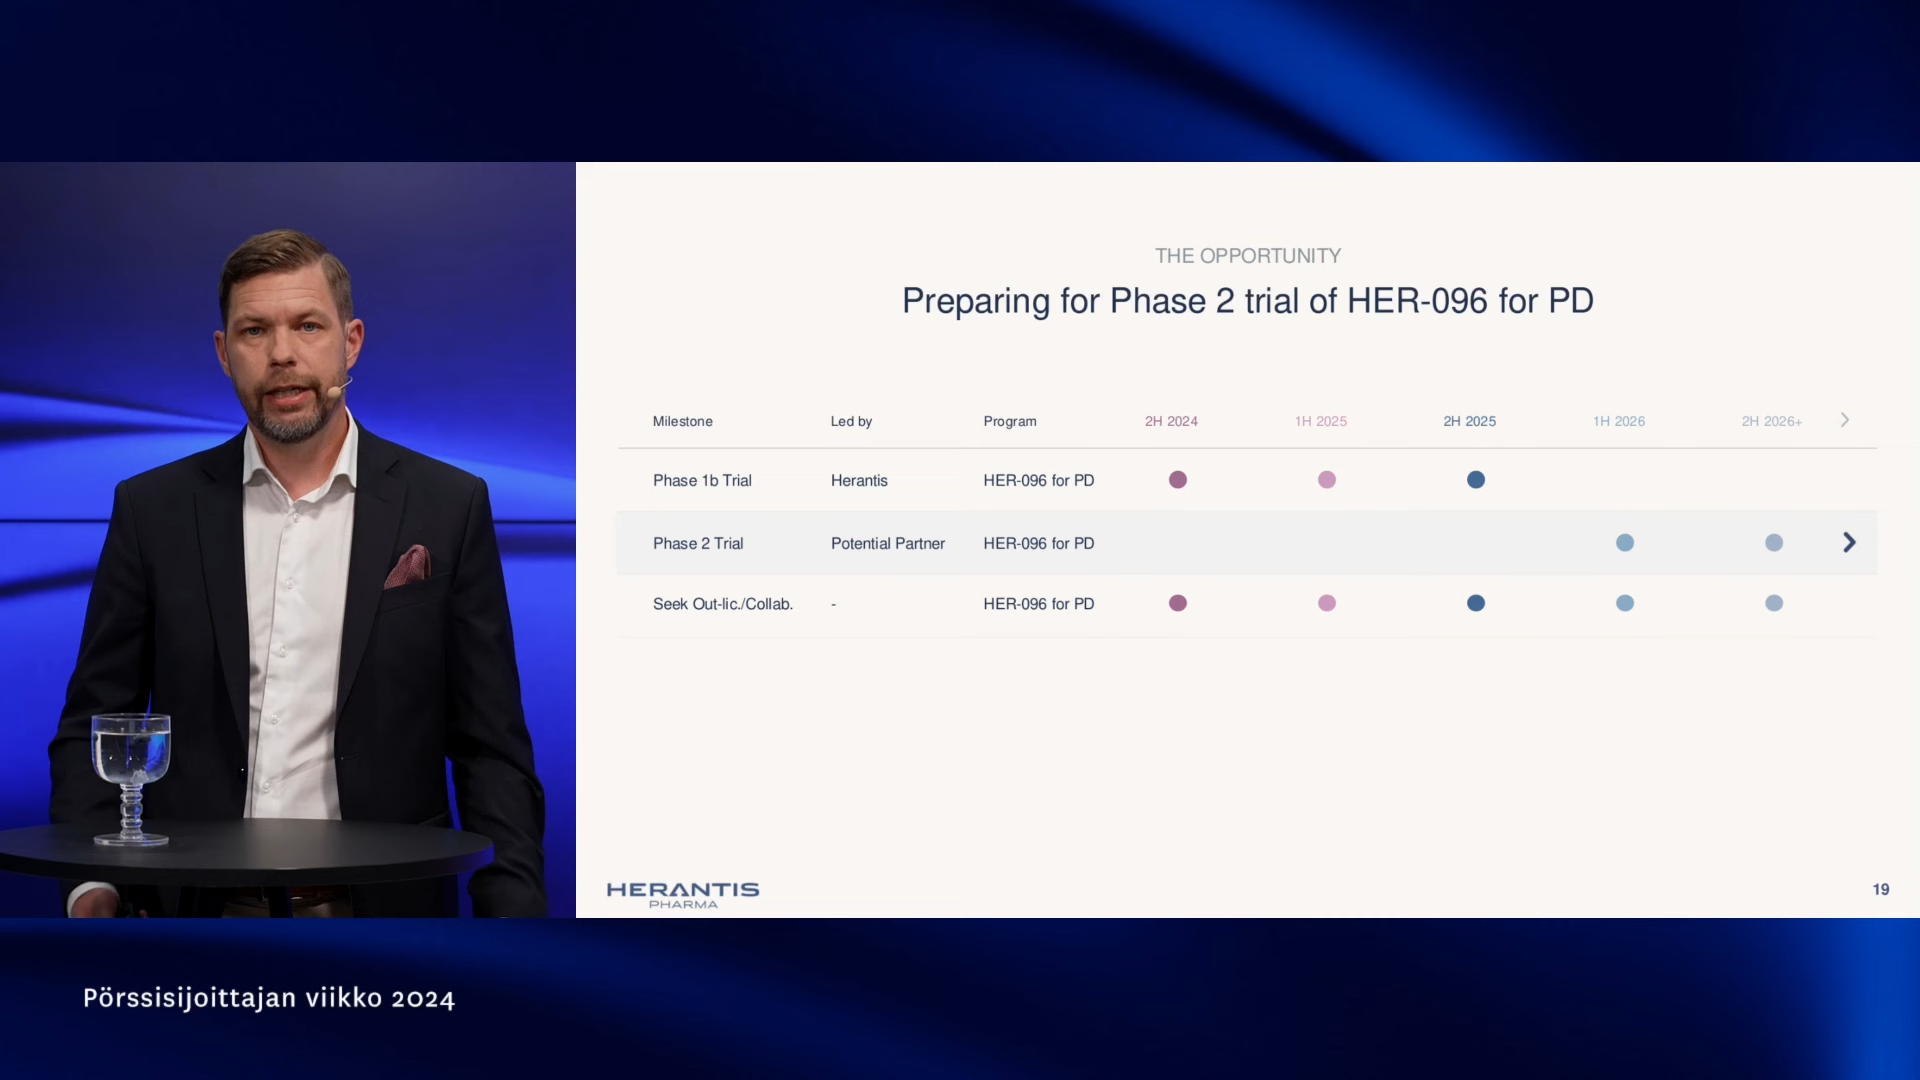 THE OPPORTUNITY
Preparing for Phase 2 trial of HER-096 for PD
Milestone Led by Program 2H 2024 1H 2025 2H 2025 1H 2026 2H 2026+
Phase 1b Trial Herantis HER-096 for PD
Phase 2 Trial Potential Partner HER-096 for PD
Seek Out-lic./Collab. - HER-096 for PD
HERANTIS
PHARMA
19
Pörssisijoittajan viikko 2024